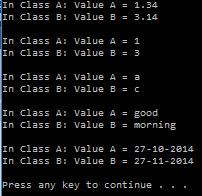 In Class A: Value A = 1.34
In Class B: Value B = 3.14
In Class A: Value A = 1
In Class B: Value B = 3
In Class A: Value A = a
In Class B: Value B = c
In Class A: Value A = good
In Class B: Value B = morning
In Class A: Value A = 27-10-2014
In Class B: Value B = 27-11-2014
Press any key to continue . . .